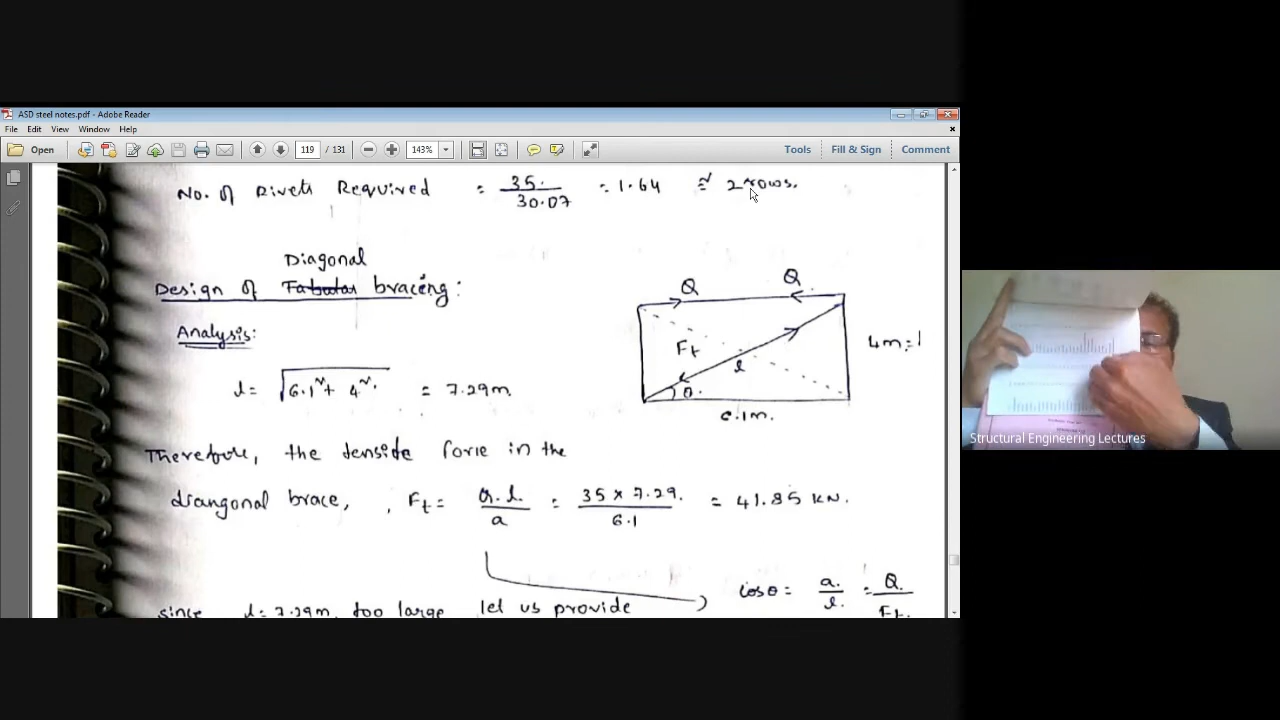 ASD steel notes.pdf - Adobe Reader
File Edit View Window Help
Open 119 / 131 143% Tools Fill & Sign Comment
No. of Rivets Required = 35. / 30.07 = 1.64 ≅ 2 rows.
Diagonal
Design of Tabular bracing:
Analysis:
Q Q
Ft l θ.
4m = b
6.1m.
l = √6.1² + 4². = 7.29m.
Therefore, the tensile force in the
diangonal brace, Ft = Q.l / a = 35 x 7.29. / 6.1 = 41.85 KN.
cosθ = a. / l. = Q. / Ft.
since l = 7.29m, too large let us provide
Structural Engineering Lectures